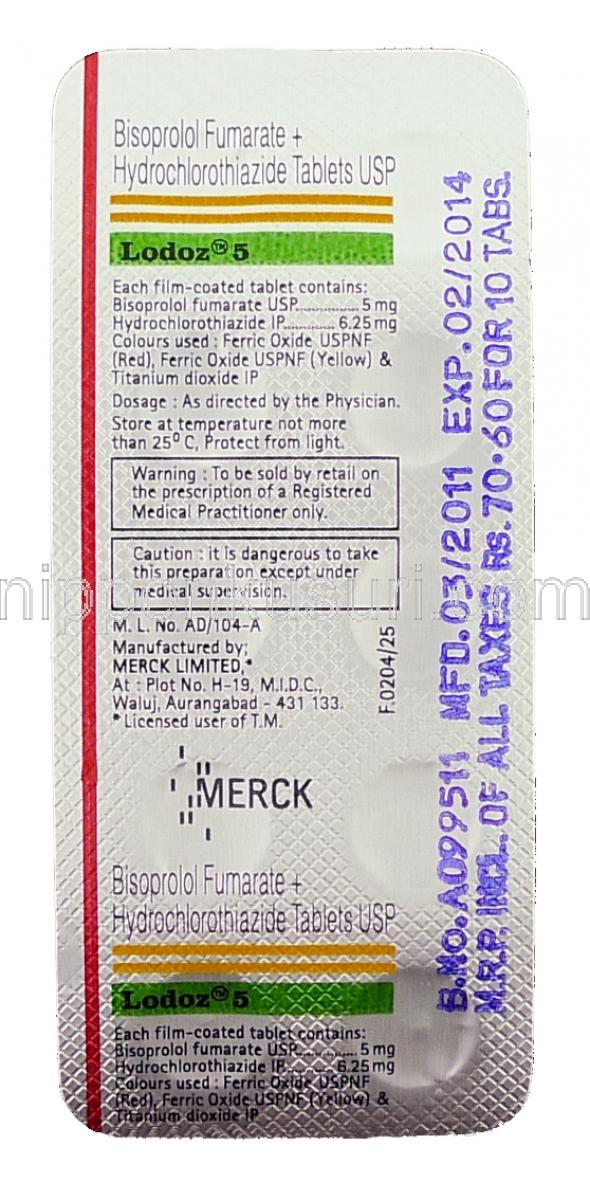 Bisoprolol Fumarate +
Hydrochlorothiazide Tablets USP
Lodoz™ 5
Each film-coated tablet contains:
Bisoprolol fumarate USP............... 5 mg
Hydrochlorothiazide IP............ 6.25 mg
Colours used : Ferric Oxide USPNF
(Red), Ferric Oxide USPNF (Yellow) &
Titanium dioxide IP
Dosage : As directed by the Physician.
Store at temperature not more
than 25⁰ C, Protect from light.
Warning : To be sold by retail on
the prescription of a Registered
Medical Practitioner only.
Caution : it is dangerous to take
this preparation except under
medical supervision.
nipponkusuri.com
M. L. No. AD/104-A
Manufactured by;
MERCK LIMITED,*
At : Plot No. H-19, M.I.D.C.,
Waluj, Aurangabad - 431 133.
* Licensed user of T.M.
F.0204/25
MERCK
Bisoprolol Fumarate +
Hydrochlorothiazide Tablets USP
Lodoz™ 5
Each film-coated tablet contains:
Bisoprolol fumarate USP............... 5 mg
Hydrochlorothiazide IP............ 6.25 mg
Colours used : Ferric Oxide USPNF
(Red), Ferric Oxide USPNF (Yellow) &
Titanium dioxide IP
B.NO.A099511 MFD.03/2011 EXP.02/2014
M.R.P. INCL. OF ALL TAXES Rs.70.60 FOR 10 TABS.